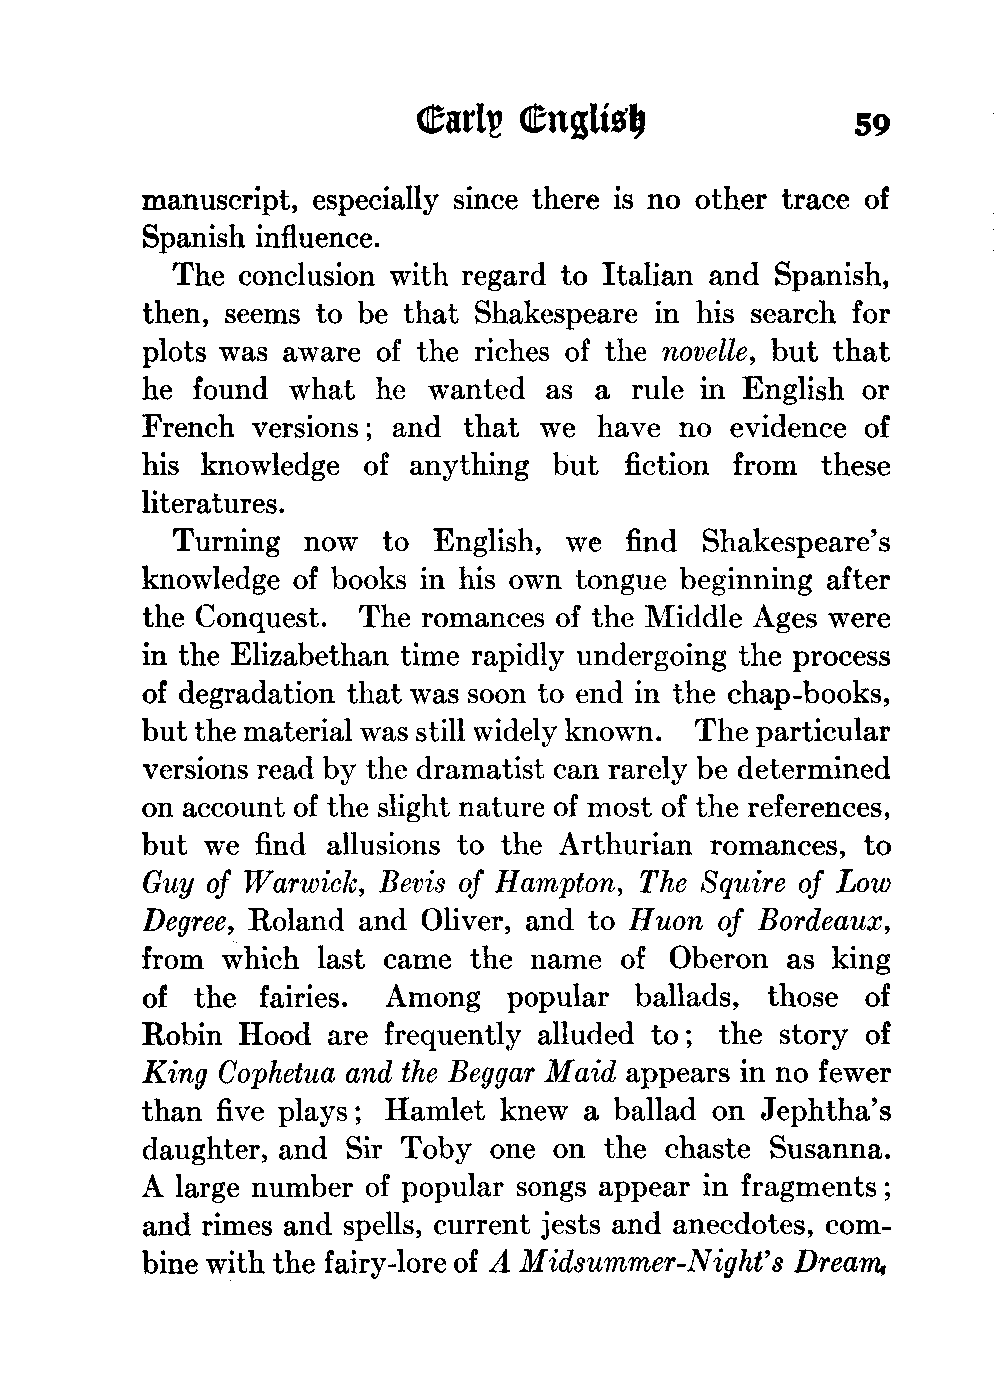 Early English 59
manuscript, especially since there is no other trace of
Spanish influence.
The conclusion with regard to Italian and Spanish,
then, seems to be that Shakespeare in his search for
plots was aware of the riches of the novelle, but that
he found what he wanted as a rule in English or
French versions; and that we have no evidence of
his knowledge of anything but fiction from these
literatures.
Turning now to English, we find Shakespeare's
knowledge of books in his own tongue beginning after
the Conquest. The romances of the Middle Ages were
in the Elizabethan time rapidly undergoing the process
of degradation that was soon to end in the chap-books,
but the material was still widely known. The particular
versions read by the dramatist can rarely be determined
on account of the slight nature of most of the references,
but we find allusions to the Arthurian romances, to
Guy of Warwick, Bevis of Hampton, The Squire of Low
Degree, Roland and Oliver, and to Huon of Bordeaux,
from which last came the name of Oberon as king
of the fairies. Among popular ballads, those of
Robin Hood are frequently alluded to; the story of
King Cophetua and the Beggar Maid appears in no fewer
than five plays; Hamlet knew a ballad on Jephtha's
daughter, and Sir Toby one on the chaste Susanna.
A large number of popular songs appear in fragments;
and rimes and spells, current jests and anecdotes, com-
bine with the fairy-lore of A Midsummer-Night's Dream,